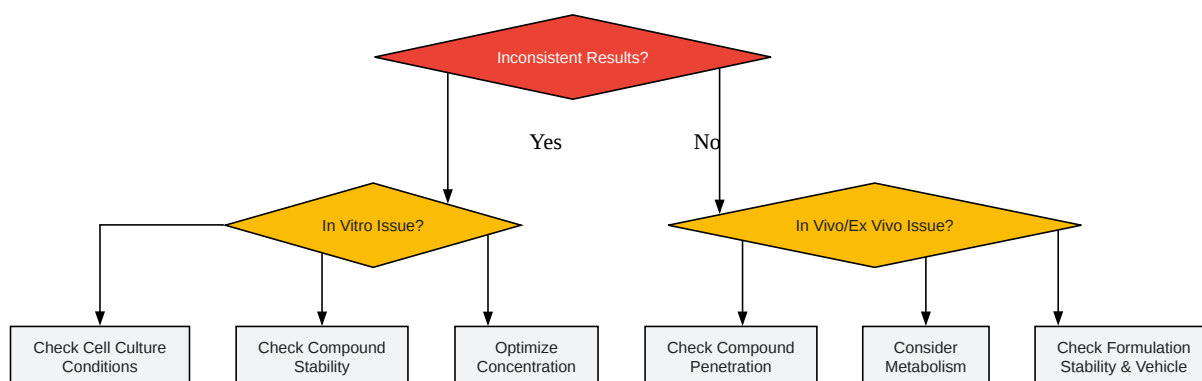 Inconsistent Results?
Yes
No
In Vitro Issue?
In Vivo/Ex Vivo Issue?
Check Cell Culture
Conditions
Check Compound
Stability
Optimize
Concentration
Check Compound
Penetration
Consider
Metabolism
Check Formulation
Stability & Vehicle